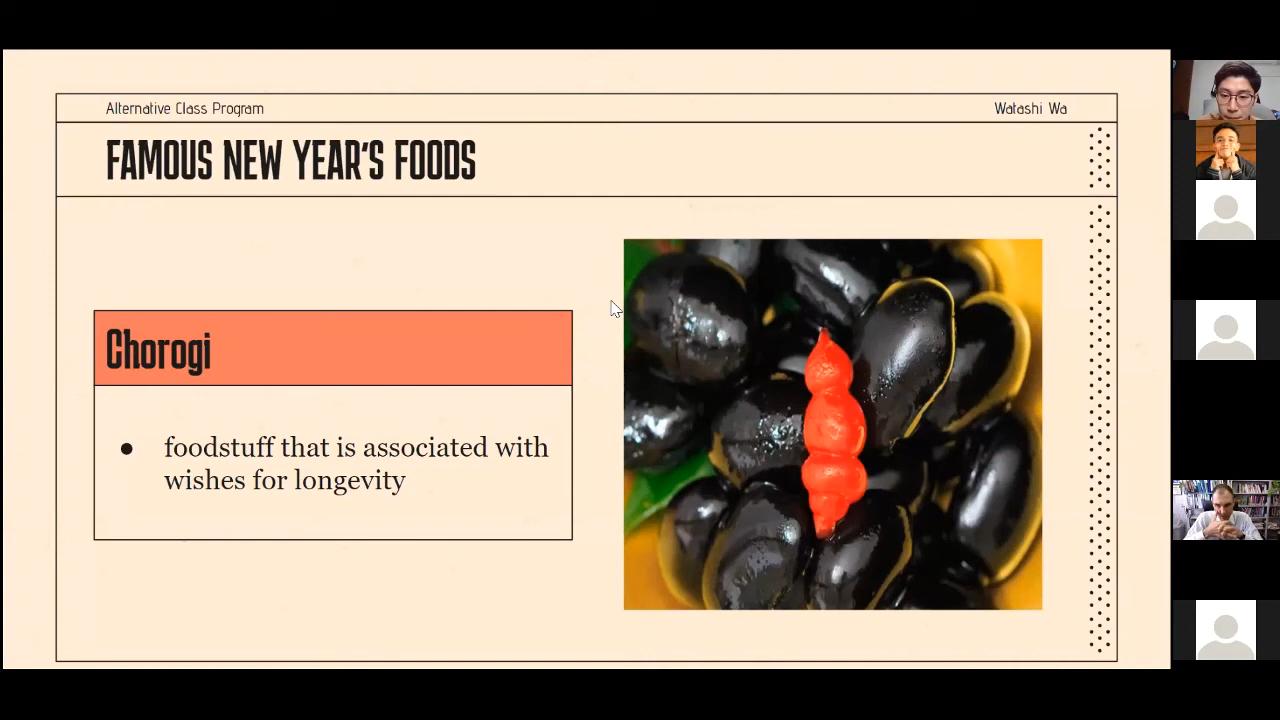 Alternative Class Program
Watashi Wa
FAMOUS NEW YEAR'S FOODS
Chorogi
● foodstuff that is associated with
wishes for longevity